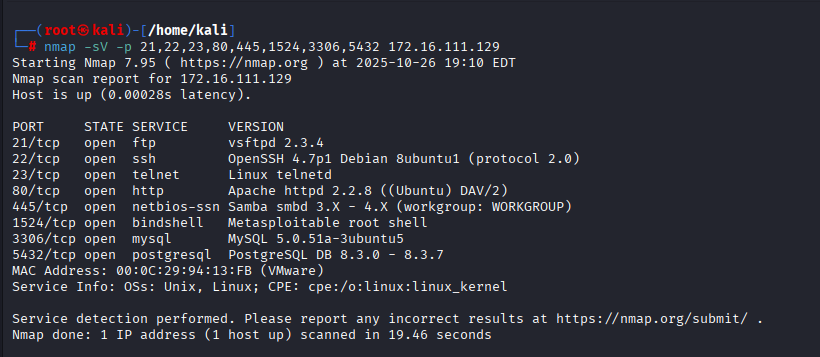 ┌──(root㉿kali)-[/home/kali]
└─# nmap -sV -p 21,22,23,80,445,1524,3306,5432 172.16.111.129
Starting Nmap 7.95 ( https://nmap.org ) at 2025-10-26 19:10 EDT
Nmap scan report for 172.16.111.129
Host is up (0.00028s latency).

PORT     STATE SERVICE     VERSION
21/tcp   open  ftp         vsftpd 2.3.4
22/tcp   open  ssh         OpenSSH 4.7p1 Debian 8ubuntu1 (protocol 2.0)
23/tcp   open  telnet      Linux telnetd
80/tcp   open  http        Apache httpd 2.2.8 ((Ubuntu) DAV/2)
445/tcp  open  netbios-ssn Samba smbd 3.X - 4.X (workgroup: WORKGROUP)
1524/tcp open  bindshell   Metasploitable root shell
3306/tcp open  mysql       MySQL 5.0.51a-3ubuntu5
5432/tcp open  postgresql  PostgreSQL DB 8.3.0 - 8.3.7
MAC Address: 00:0C:29:94:13:FB (VMware)
Service Info: OSs: Unix, Linux; CPE: cpe:/o:linux:linux_kernel

Service detection performed. Please report any incorrect results at https://nmap.org/submit/ .
Nmap done: 1 IP address (1 host up) scanned in 19.46 seconds